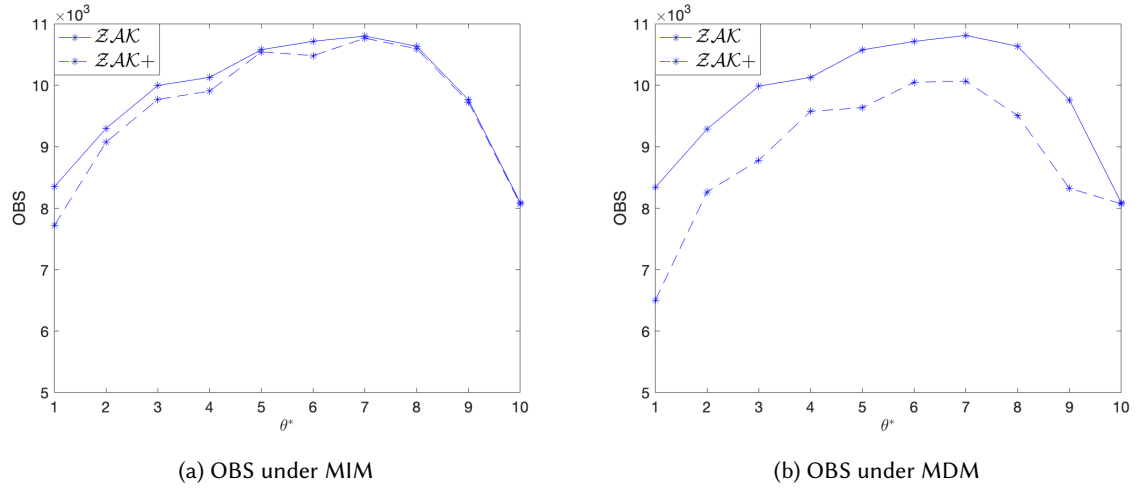 ×10³
11
10
9
8
7
6
5
OBS
ZAK
ZAK+
1 2 3 4 5 6 7 8 9 10
θ*
(a) OBS under MIM
×10³
11
10
9
8
7
6
5
OBS
ZAK
ZAK+
1 2 3 4 5 6 7 8 9 10
θ*
(b) OBS under MDM